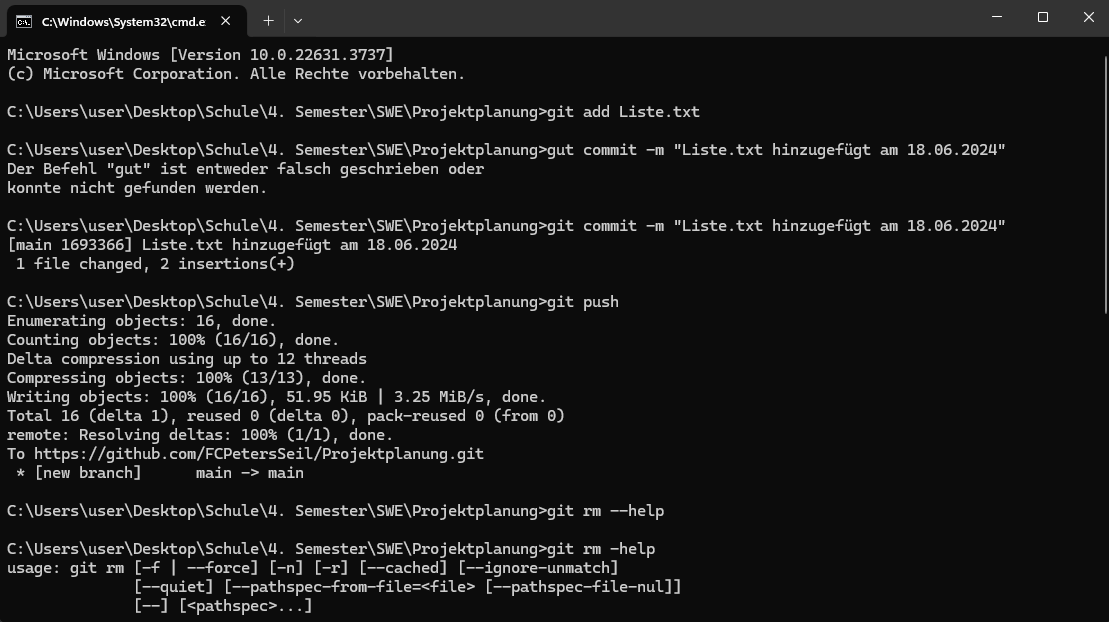 C:\Windows\System32\cmd.e
Microsoft Windows [Version 10.0.22631.3737]
(c) Microsoft Corporation. Alle Rechte vorbehalten.
C:\Users\user\Desktop\Schule\4. Semester\SWE\Projektplanung>git add Liste.txt
C:\Users\user\Desktop\Schule\4. Semester\SWE\Projektplanung>gut commit -m "Liste.txt hinzugefügt am 18.06.2024"
Der Befehl "gut" ist entweder falsch geschrieben oder
konnte nicht gefunden werden.
C:\Users\user\Desktop\Schule\4. Semester\SWE\Projektplanung>git commit -m "Liste.txt hinzugefügt am 18.06.2024"
[main 1693366] Liste.txt hinzugefügt am 18.06.2024
 1 file changed, 2 insertions(+)
C:\Users\user\Desktop\Schule\4. Semester\SWE\Projektplanung>git push
Enumerating objects: 16, done.
Counting objects: 100% (16/16), done.
Delta compression using up to 12 threads
Compressing objects: 100% (13/13), done.
Writing objects: 100% (16/16), 51.95 KiB | 3.25 MiB/s, done.
Total 16 (delta 1), reused 0 (delta 0), pack-reused 0 (from 0)
remote: Resolving deltas: 100% (1/1), done.
To https://github.com/FCPetersSeil/Projektplanung.git
 * [new branch]      main -> main
C:\Users\user\Desktop\Schule\4. Semester\SWE\Projektplanung>git rm --help
C:\Users\user\Desktop\Schule\4. Semester\SWE\Projektplanung>git rm -help
usage: git rm [-f | --force] [-n] [-r] [--cached] [--ignore-unmatch]
              [--quiet] [--pathspec-from-file=<file> [--pathspec-file-nul]]
              [--] [<pathspec>...]